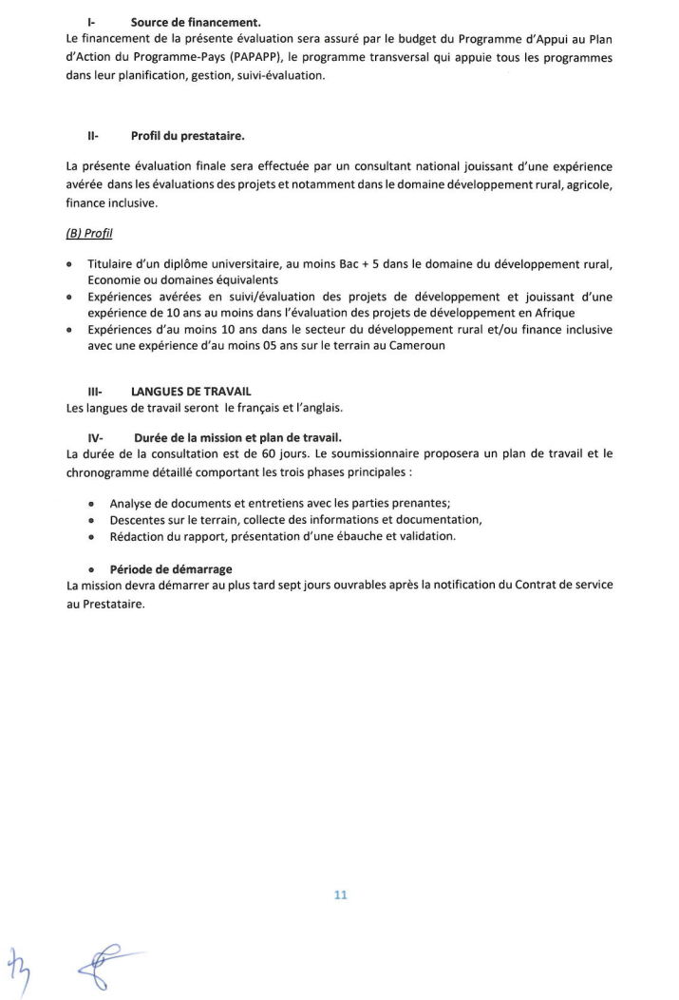 I- Source de financement.
Le financement de la présente évaluation sera assuré par le budget du Programme d'Appui au Plan
d'Action du Programme-Pays (PAPAPP), le programme transversal qui appuie tous les programmes
dans leur planification, gestion, suivi-évaluation.
II- Profil du prestataire.
La présente évaluation finale sera effectuée par un consultant national jouissant d'une expérience
avérée dans les évaluations des projets et notamment dans le domaine développement rural, agricole,
finance inclusive.
(B) Profil
• Titulaire d'un diplôme universitaire, au moins Bac + 5 dans le domaine du développement rural,
Economie ou domaines équivalents
• Expériences avérées en suivi/évaluation des projets de développement et jouissant d'une
expérience de 10 ans au moins dans l'évaluation des projets de développement en Afrique
• Expériences d'au moins 10 ans dans le secteur du développement rural et/ou finance inclusive
avec une expérience d'au moins 05 ans sur le terrain au Cameroun
III- LANGUES DE TRAVAIL
Les langues de travail seront le français et l'anglais.
IV- Durée de la mission et plan de travail.
La durée de la consultation est de 60 jours. Le soumissionnaire proposera un plan de travail et le
chronogramme détaillé comportant les trois phases principales :
• Analyse de documents et entretiens avec les parties prenantes;
• Descentes sur le terrain, collecte des informations et documentation,
• Rédaction du rapport, présentation d'une ébauche et validation.
• Période de démarrage
La mission devra démarrer au plus tard sept jours ouvrables après la notification du Contrat de service
au Prestataire.
11